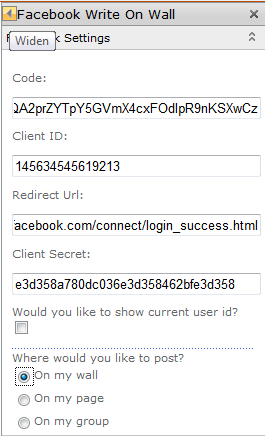 Facebook Write On Wall
Widen
k Settings
Code:
QA2prZYTpY5GVmX4cxFOdlpR9nKSXwCz
Client ID:
145634545619213
Redirect Url:
facebook.com/connect/login_success.html
Client Secret:
e3d358a780dc036e3d358462bfe3d358
Would you like to show current user id?
Where would you like to post?
On my wall
On my page
On my group